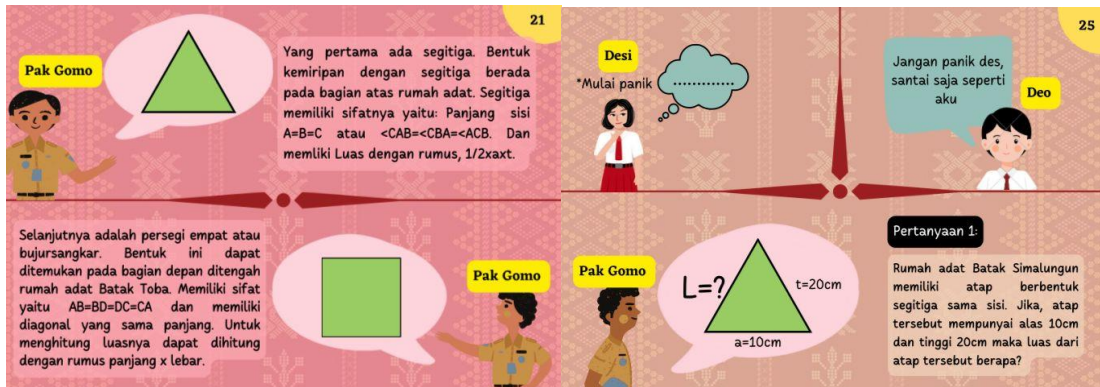 21
Pak Gomo
Yang pertama ada segitiga. Bentuk
kemiripan dengan segitiga berada
pada bagian atas rumah adat. Segitiga
memiliki sifatnya yaitu: Panjang sisi
A=B=C atau <CAB=<CBA=<ACB. Dan
memliki Luas dengan rumus, 1/2xaxt.
Selanjutnya adalah persegi empat atau
bujursangkar. Bentuk ini dapat
ditemukan pada bagian depan ditengah
rumah adat Batak Toba. Memiliki sifat
yaitu AB=BD=DC=CA dan memiliki
diagonal yang sama panjang. Untuk
menghitung luasnya dapat dihitung
dengan rumus panjang x lebar.
Pak Gomo
25
Desi
*Mulai panik
..................
Jangan panik des,
santai saja seperti
aku
Deo
Pak Gomo
L=?
t=20cm
a=10cm
Pertanyaan 1:
Rumah adat Batak Simalungun
memiliki atap berbentuk
segitiga sama sisi. Jika, atap
tersebut mempunyai alas 10cm
dan tinggi 20cm maka luas dari
atap tersebut berapa?